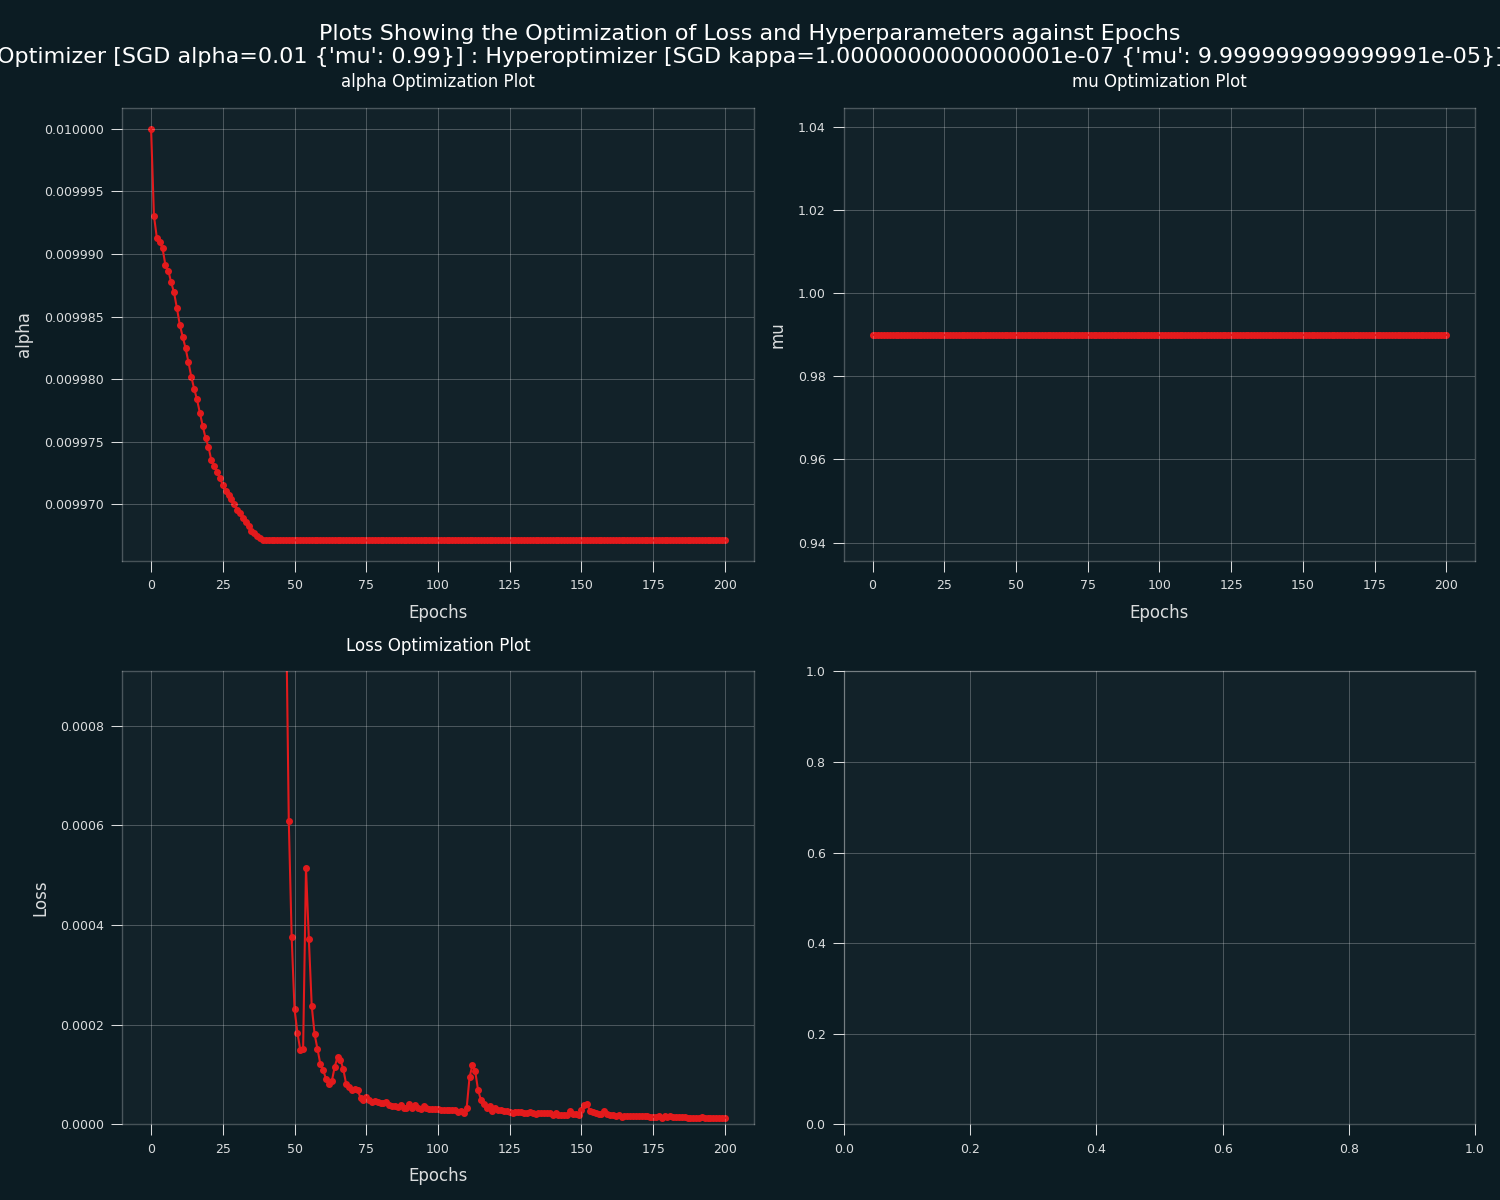 Plots Showing the Optimization of Loss and Hyperparameters against Epochs
Optimizer [SGD alpha=0.01 {'mu': 0.99}] : Hyperoptimizer [SGD kappa=1.0000000000000001e-07 {'mu': 9.999999999999991e-05}]
alpha Optimization Plot
0.010000
0.009995
0.009990
0.009985
0.009980
0.009975
0.009970
alpha
0 25 50 75 100 125 150 175 200
Epochs
mu Optimization Plot
1.04
1.02
1.00
0.98
0.96
0.94
mu
0 25 50 75 100 125 150 175 200
Epochs
Loss Optimization Plot
0.0008
0.0006
0.0004
0.0002
0.0000
Loss
0 25 50 75 100 125 150 175 200
Epochs
1.0
0.8
0.6
0.4
0.2
0.0
0.0 0.2 0.4 0.6 0.8 1.0